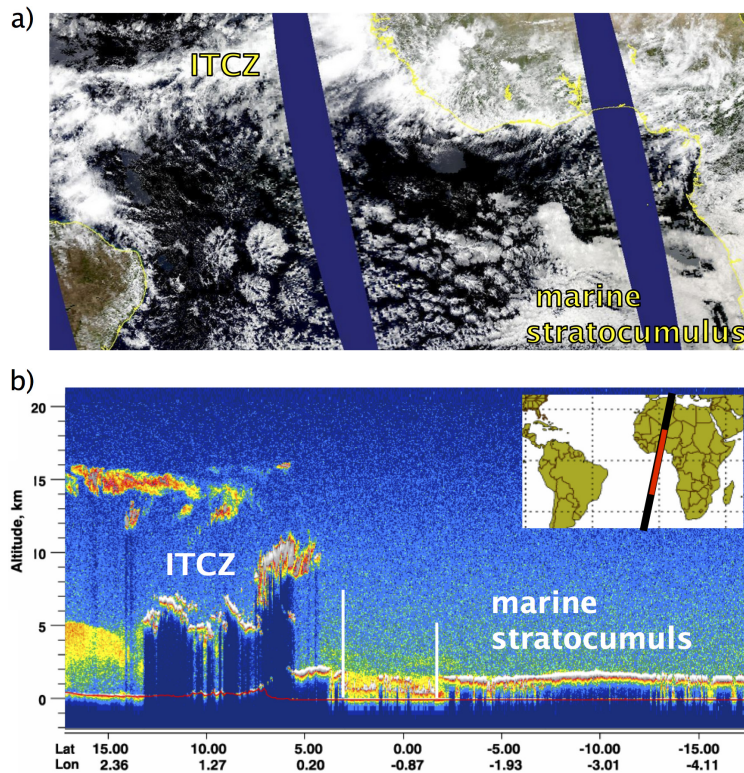 a)
ITCZ
marine
stratocumulus
b)
20
15
10
5
0
Altitude, km
ITCZ
marine
stratocumuls
Lat 15.00 10.00 5.00 0.00 -5.00 -10.00 -15.00
Lon 2.36 1.27 0.20 -0.87 -1.93 -3.01 -4.11